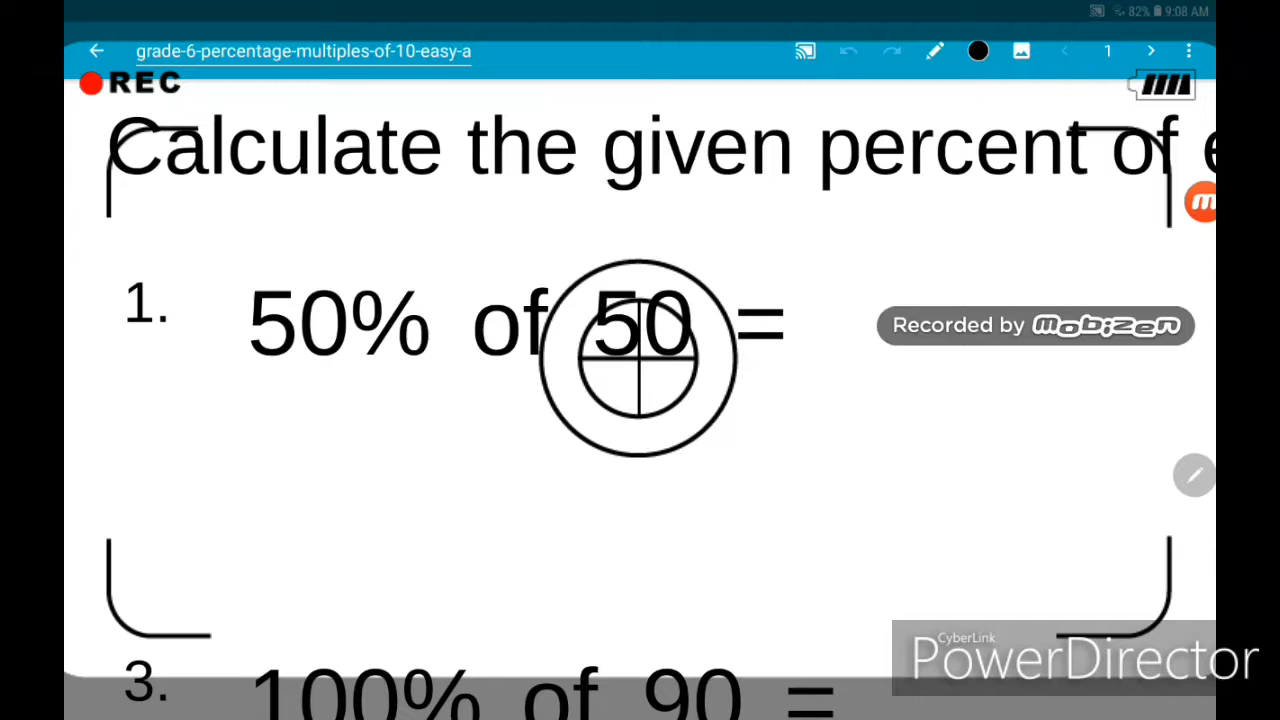 82% 9:08 AM
grade-6-percentage-multiples-of-10-easy-a
1
REC
Calculate the given percent of e
m
1. 50% of 50 =
Recorded by Mobizen
CyberLink
PowerDirector
3. 100% of 90 =